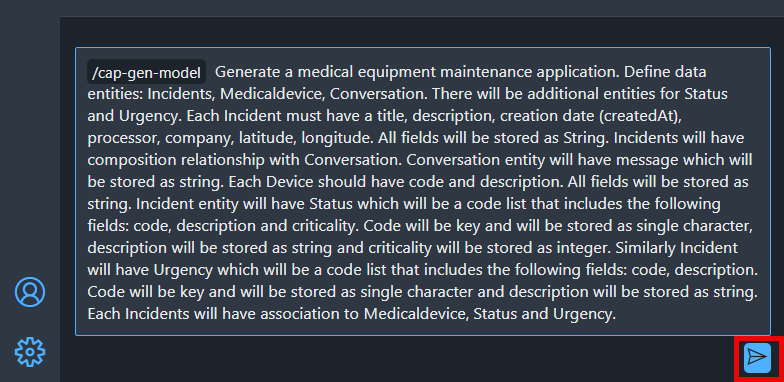 /cap-gen-model Generate a medical equipment maintenance application. Define data
entities: Incidents, Medicaldevice, Conversation. There will be additional entities for Status
and Urgency. Each Incident must have a title, description, creation date (createdAt),
processor, company, latitude, longitude. All fields will be stored as String. Incidents will have
composition relationship with Conversation. Conversation entity will have message which will
be stored as string. Each Device should have code and description. All fields will be stored as
string. Incident entity will have Status which will be a code list that includes the following
fields: code, description and criticality. Code will be key and will be stored as single character,
description will be stored as string and criticality will be stored as integer. Similarly Incident
will have Urgency which will be a code list that includes the following fields: code, description.
Code will be key and will be stored as single character and description will be stored as string.
Each Incidents will have association to Medicaldevice, Status and Urgency.